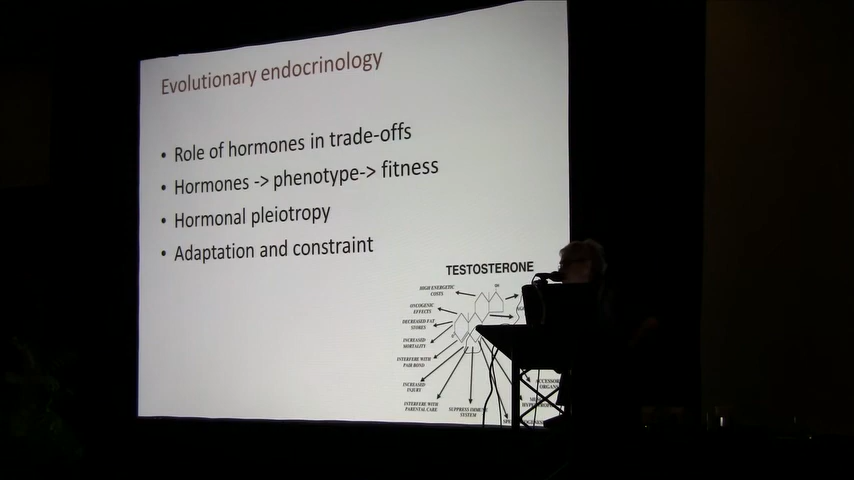 Evolutionary endocrinology
• Role of hormones in trade-offs
• Hormones -> phenotype-> fitness
• Hormonal pleiotropy
• Adaptation and constraint
TESTOSTERONE
HIGH ENERGETIC
COSTS
ONCOGENIC
EFFECTS
DECREASED FAT
STORES
INCREASED
MORTALITY
INTERFERE WITH
PAIR BOND
INCREASED
INJURY
INTERFERE WITH
PARENTAL CARE
SUPPRESS IMMUNE
SYSTEM